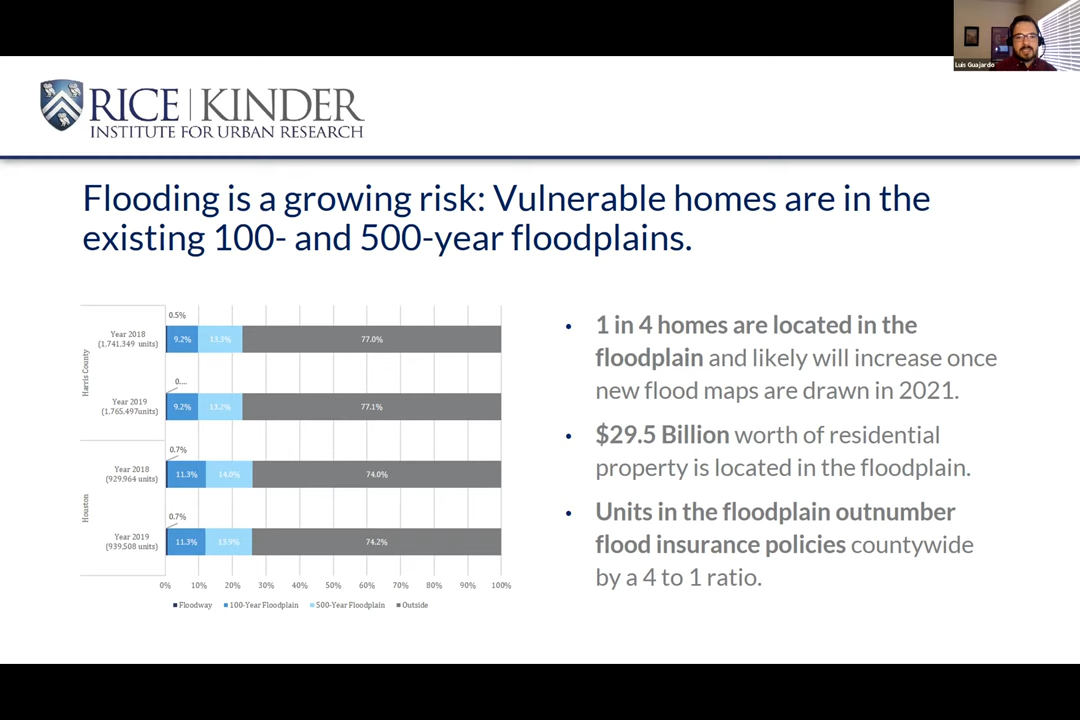 Luis Guajardo
RICE | KINDER
INSTITUTE FOR URBAN RESEARCH
Flooding is a growing risk: Vulnerable homes are in the
existing 100- and 500-year floodplains.
Harris County
Year 2018
(1.741,349 units)
0.5%
9.2% 13.3% 77.0%
Year 2019
(1.765.497units)
0....
9.2% 13.2% 77.1%
Houston
Year 2018
(929,964 units)
0.7%
11.3% 14.0% 74.0%
Year 2019
(939,508 units)
0.7%
11.3% 13.9% 74.2%
0% 10% 20% 30% 40% 50% 60% 70% 80% 90% 100%
Floodway 100-Year Floodplain 500-Year Floodplain Outside
• 1 in 4 homes are located in the
floodplain and likely will increase once
new flood maps are drawn in 2021.
• $29.5 Billion worth of residential
property is located in the floodplain.
• Units in the floodplain outnumber
flood insurance policies countywide
by a 4 to 1 ratio.